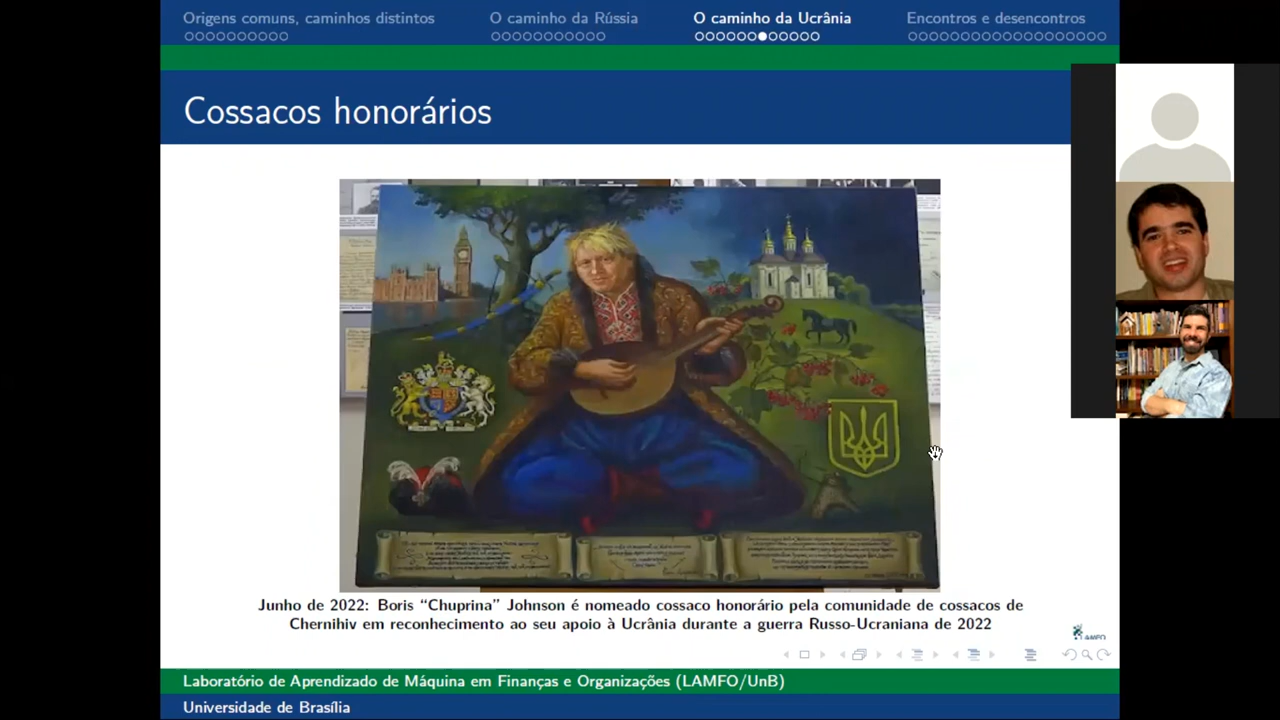 Origens comuns, caminhos distintos
O caminho da Rússia
O caminho da Ucrânia
Encontros e desencontros
Cossacos honorários
Junho de 2022: Boris “Chuprina” Johnson é nomeado cossaco honorário pela comunidade de cossacos de
Chernihiv em reconhecimento ao seu apoio à Ucrânia durante a guerra Russo-Ucraniana de 2022
LAMFO
Laboratório de Aprendizado de Máquina em Finanças e Organizações (LAMFO/UnB)
Universidade de Brasília